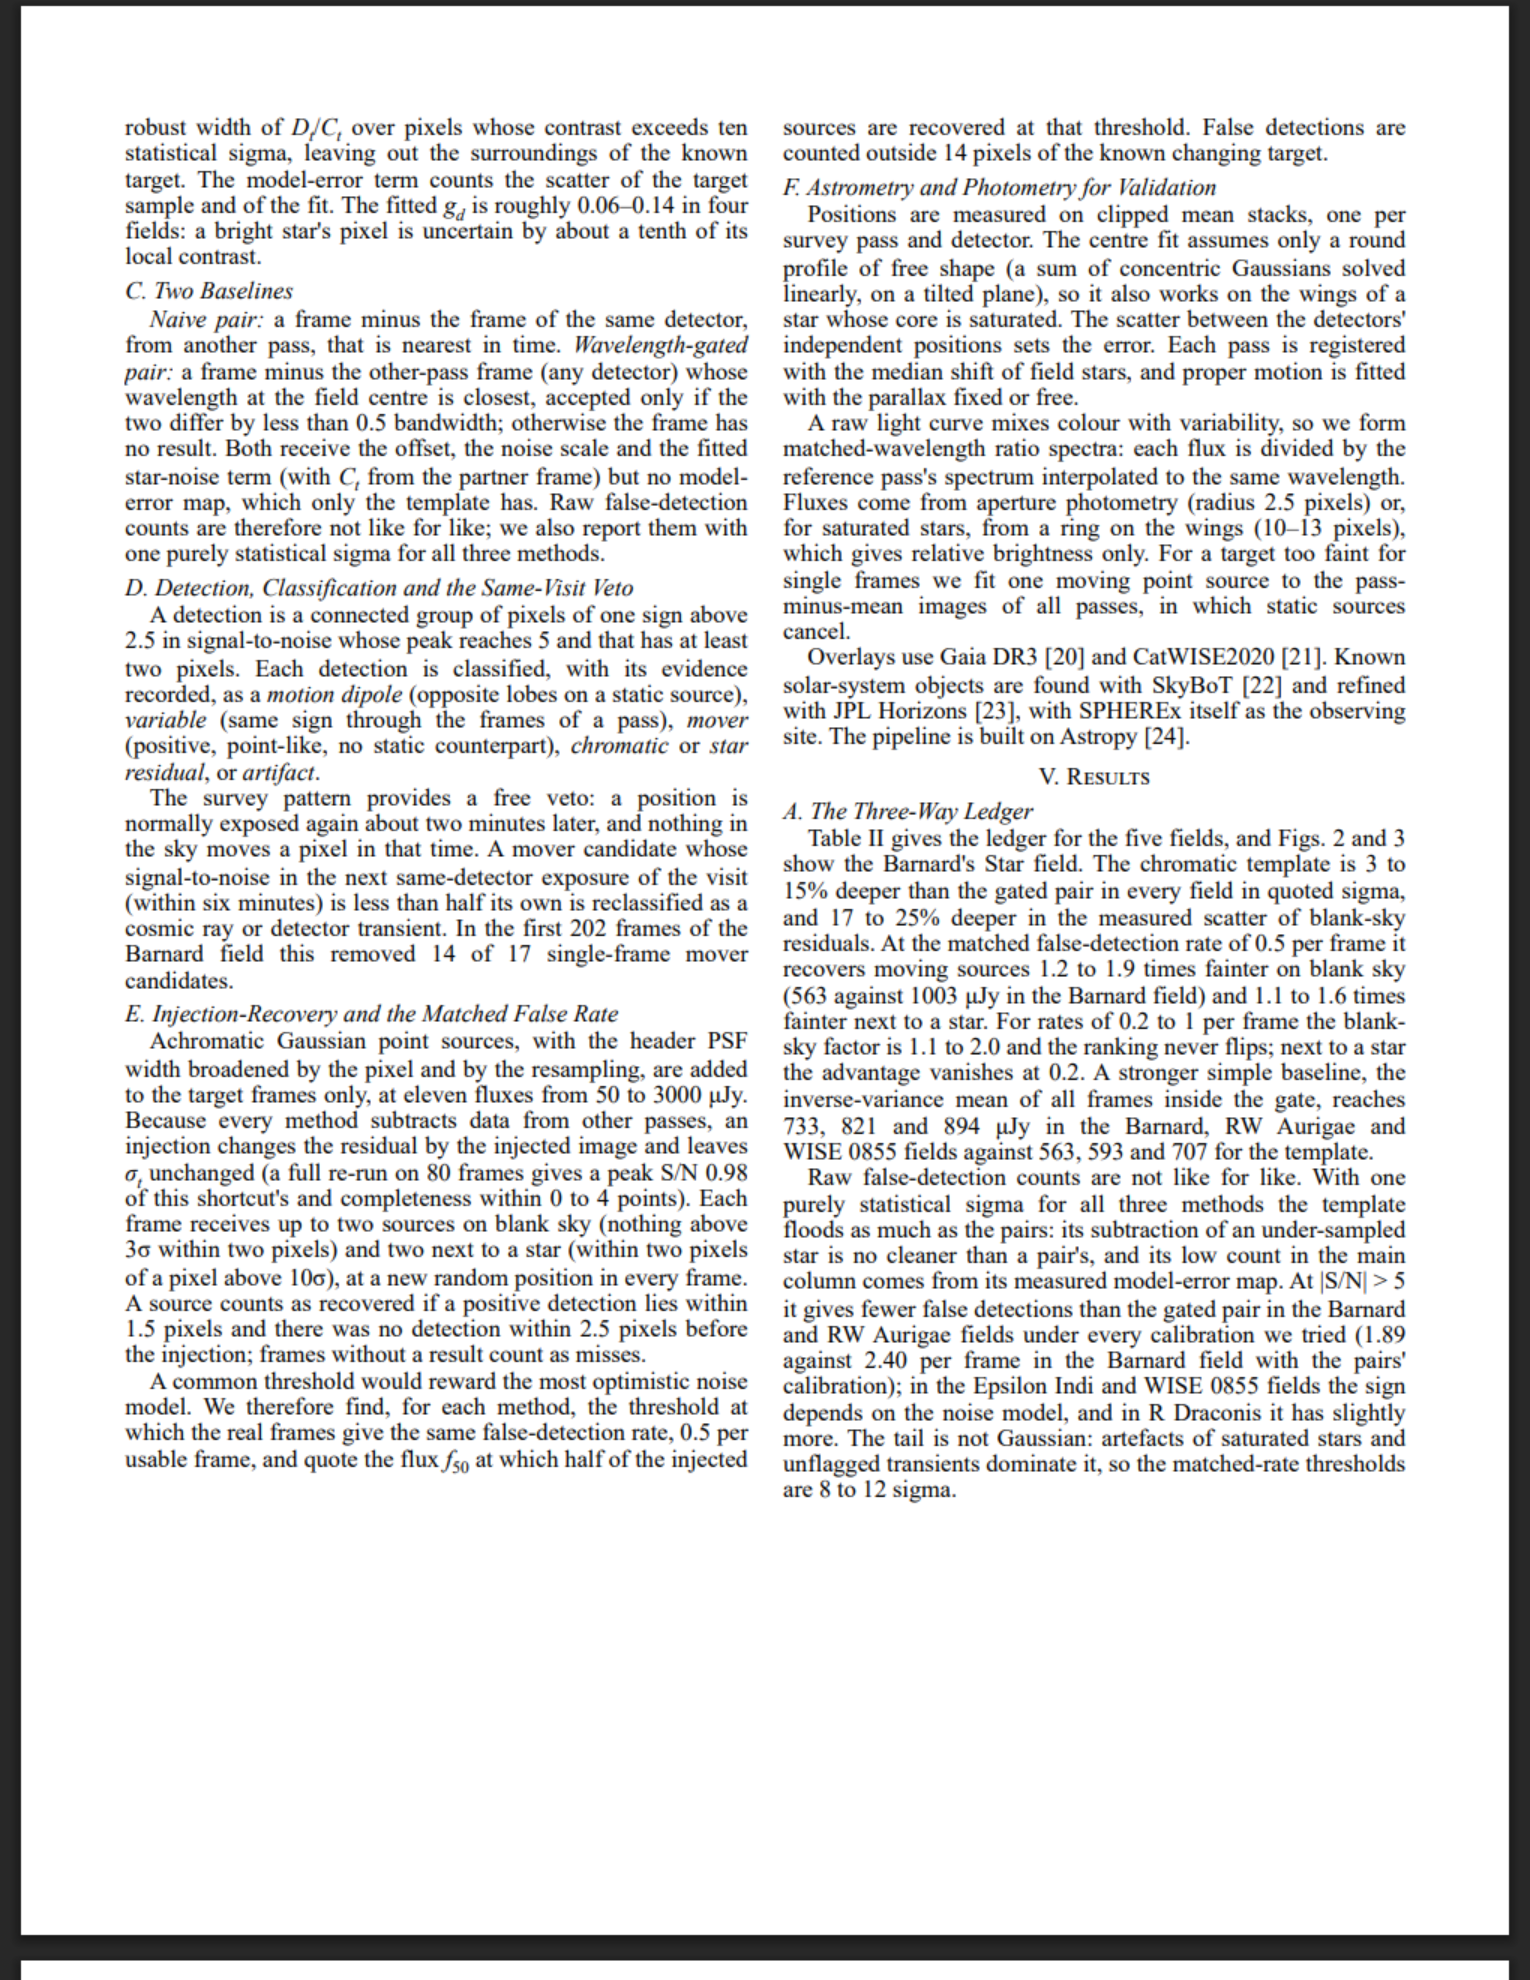 robust width of Dt/Ct over pixels whose contrast exceeds ten
statistical sigma, leaving out the surroundings of the known
target. The model-error term counts the scatter of the target
sample and of the fit. The fitted gd is roughly 0.06–0.14 in four
fields: a bright star's pixel is uncertain by about a tenth of its
local contrast.
C. Two Baselines
Naive pair: a frame minus the frame of the same detector,
from another pass, that is nearest in time. Wavelength-gated
pair: a frame minus the other-pass frame (any detector) whose
wavelength at the field centre is closest, accepted only if the
two differ by less than 0.5 bandwidth; otherwise the frame has
no result. Both receive the offset, the noise scale and the fitted
star-noise term (with Ct from the partner frame) but no model-
error map, which only the template has. Raw false-detection
counts are therefore not like for like; we also report them with
one purely statistical sigma for all three methods.
D. Detection, Classification and the Same-Visit Veto
A detection is a connected group of pixels of one sign above
2.5 in signal-to-noise whose peak reaches 5 and that has at least
two pixels. Each detection is classified, with its evidence
recorded, as a motion dipole (opposite lobes on a static source),
variable (same sign through the frames of a pass), mover
(positive, point-like, no static counterpart), chromatic or star
residual, or artifact.
The survey pattern provides a free veto: a position is
normally exposed again about two minutes later, and nothing in
the sky moves a pixel in that time. A mover candidate whose
signal-to-noise in the next same-detector exposure of the visit
(within six minutes) is less than half its own is reclassified as a
cosmic ray or detector transient. In the first 202 frames of the
Barnard field this removed 14 of 17 single-frame mover
candidates.
E. Injection-Recovery and the Matched False Rate
Achromatic Gaussian point sources, with the header PSF
width broadened by the pixel and by the resampling, are added
to the target frames only, at eleven fluxes from 50 to 3000 µJy.
Because every method subtracts data from other passes, an
injection changes the residual by the injected image and leaves
σt unchanged (a full re-run on 80 frames gives a peak S/N 0.98
of this shortcut's and completeness within 0 to 4 points). Each
frame receives up to two sources on blank sky (nothing above
3σ within two pixels) and two next to a star (within two pixels
of a pixel above 10σ), at a new random position in every frame.
A source counts as recovered if a positive detection lies within
1.5 pixels and there was no detection within 2.5 pixels before
the injection; frames without a result count as misses.
A common threshold would reward the most optimistic noise
model. We therefore find, for each method, the threshold at
which the real frames give the same false-detection rate, 0.5 per
usable frame, and quote the flux f50 at which half of the injected
sources are recovered at that threshold. False detections are
counted outside 14 pixels of the known changing target.
F. Astrometry and Photometry for Validation
Positions are measured on clipped mean stacks, one per
survey pass and detector. The centre fit assumes only a round
profile of free shape (a sum of concentric Gaussians solved
linearly, on a tilted plane), so it also works on the wings of a
star whose core is saturated. The scatter between the detectors'
independent positions sets the error. Each pass is registered
with the median shift of field stars, and proper motion is fitted
with the parallax fixed or free.
A raw light curve mixes colour with variability, so we form
matched-wavelength ratio spectra: each flux is divided by the
reference pass's spectrum interpolated to the same wavelength.
Fluxes come from aperture photometry (radius 2.5 pixels) or,
for saturated stars, from a ring on the wings (10–13 pixels),
which gives relative brightness only. For a target too faint for
single frames we fit one moving point source to the pass-
minus-mean images of all passes, in which static sources
cancel.
Overlays use Gaia DR3 [20] and CatWISE2020 [21]. Known
solar-system objects are found with SkyBoT [22] and refined
with JPL Horizons [23], with SPHEREx itself as the observing
site. The pipeline is built on Astropy [24].
V. RESULTS
A. The Three-Way Ledger
Table II gives the ledger for the five fields, and Figs. 2 and 3
show the Barnard's Star field. The chromatic template is 3 to
15% deeper than the gated pair in every field in quoted sigma,
and 17 to 25% deeper in the measured scatter of blank-sky
residuals. At the matched false-detection rate of 0.5 per frame it
recovers moving sources 1.2 to 1.9 times fainter on blank sky
(563 against 1003 µJy in the Barnard field) and 1.1 to 1.6 times
fainter next to a star. For rates of 0.2 to 1 per frame the blank-
sky factor is 1.1 to 2.0 and the ranking never flips; next to a star
the advantage vanishes at 0.2. A stronger simple baseline, the
inverse-variance mean of all frames inside the gate, reaches
733, 821 and 894 µJy in the Barnard, RW Aurigae and
WISE 0855 fields against 563, 593 and 707 for the template.
Raw false-detection counts are not like for like. With one
purely statistical sigma for all three methods the template
floods as much as the pairs: its subtraction of an under-sampled
star is no cleaner than a pair's, and its low count in the main
column comes from its measured model-error map. At |S/N| > 5
it gives fewer false detections than the gated pair in the Barnard
and RW Aurigae fields under every calibration we tried (1.89
against 2.40 per frame in the Barnard field with the pairs'
calibration); in the Epsilon Indi and WISE 0855 fields the sign
depends on the noise model, and in R Draconis it has slightly
more. The tail is not Gaussian: artefacts of saturated stars and
unflagged transients dominate it, so the matched-rate thresholds
are 8 to 12 sigma.